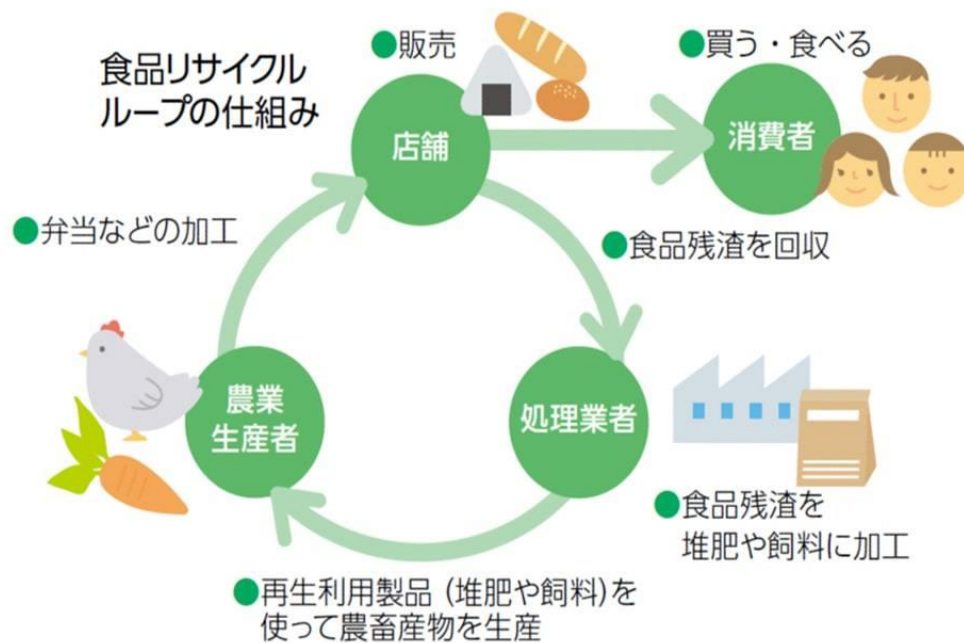 食品リサイクル
ループの仕組み
●販売
店舗
●買う・食べる
消費者
●食品残渣を回収
処理業者
●食品残渣を
堆肥や飼料に加工
●再生利用製品（堆肥や飼料）を
使って農畜産物を生産
農業
生産者
●弁当などの加工